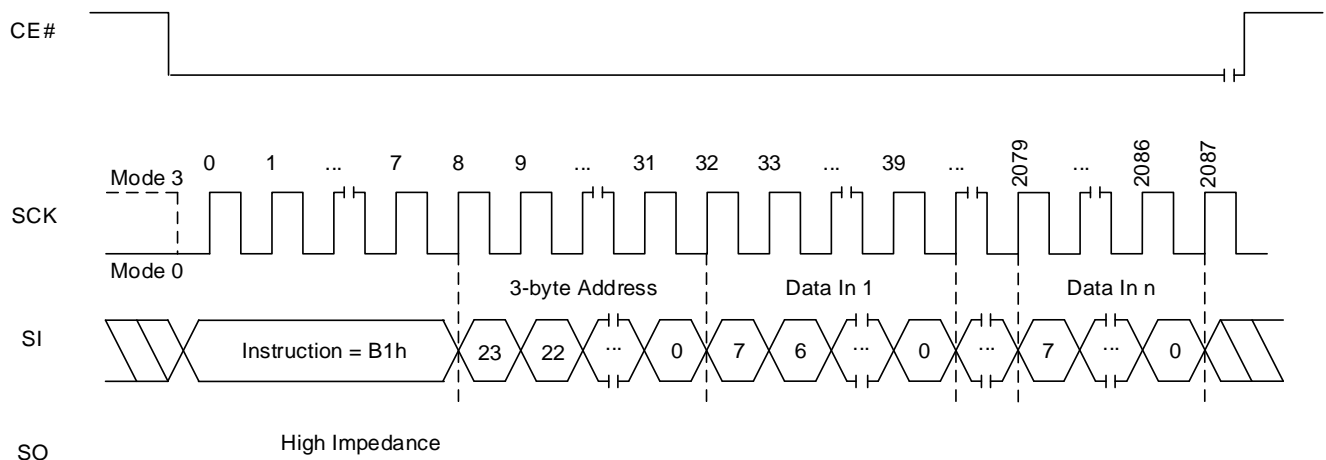 CE#
0 1 ... 7 8 9 ... 31 32 33 ... 39 ... 2079 ... 2086 2087
Mode 3
SCK
Mode 0
3-byte Address Data In 1 Data In n
SI Instruction = B1h 23 22 ... 0 7 6 ... 0 ... 7 ... 0
High Impedance
SO